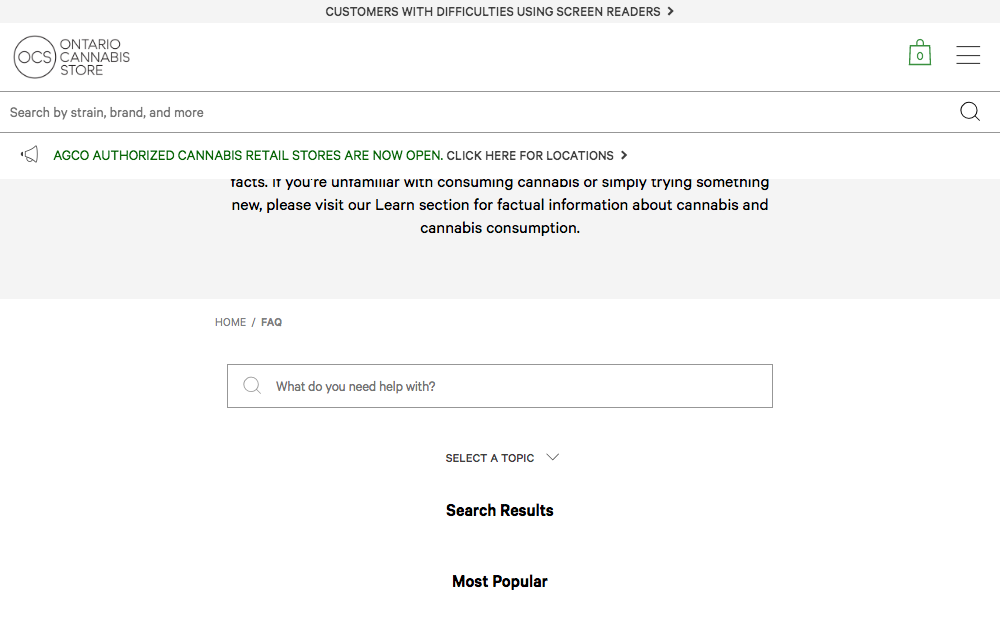 CUSTOMERS WITH DIFFICULTIES USING SCREEN READERS
OCS
ONTARIO
CANNABIS
STORE
0
Search by strain, brand, and more
AGCO AUTHORIZED CANNABIS RETAIL STORES ARE NOW OPEN. CLICK HERE FOR LOCATIONS
facts. If you're unfamiliar with consuming cannabis or simply trying something
new, please visit our Learn section for factual information about cannabis and
cannabis consumption.
HOME / FAQ
What do you need help with?
SELECT A TOPIC
Search Results
Most Popular